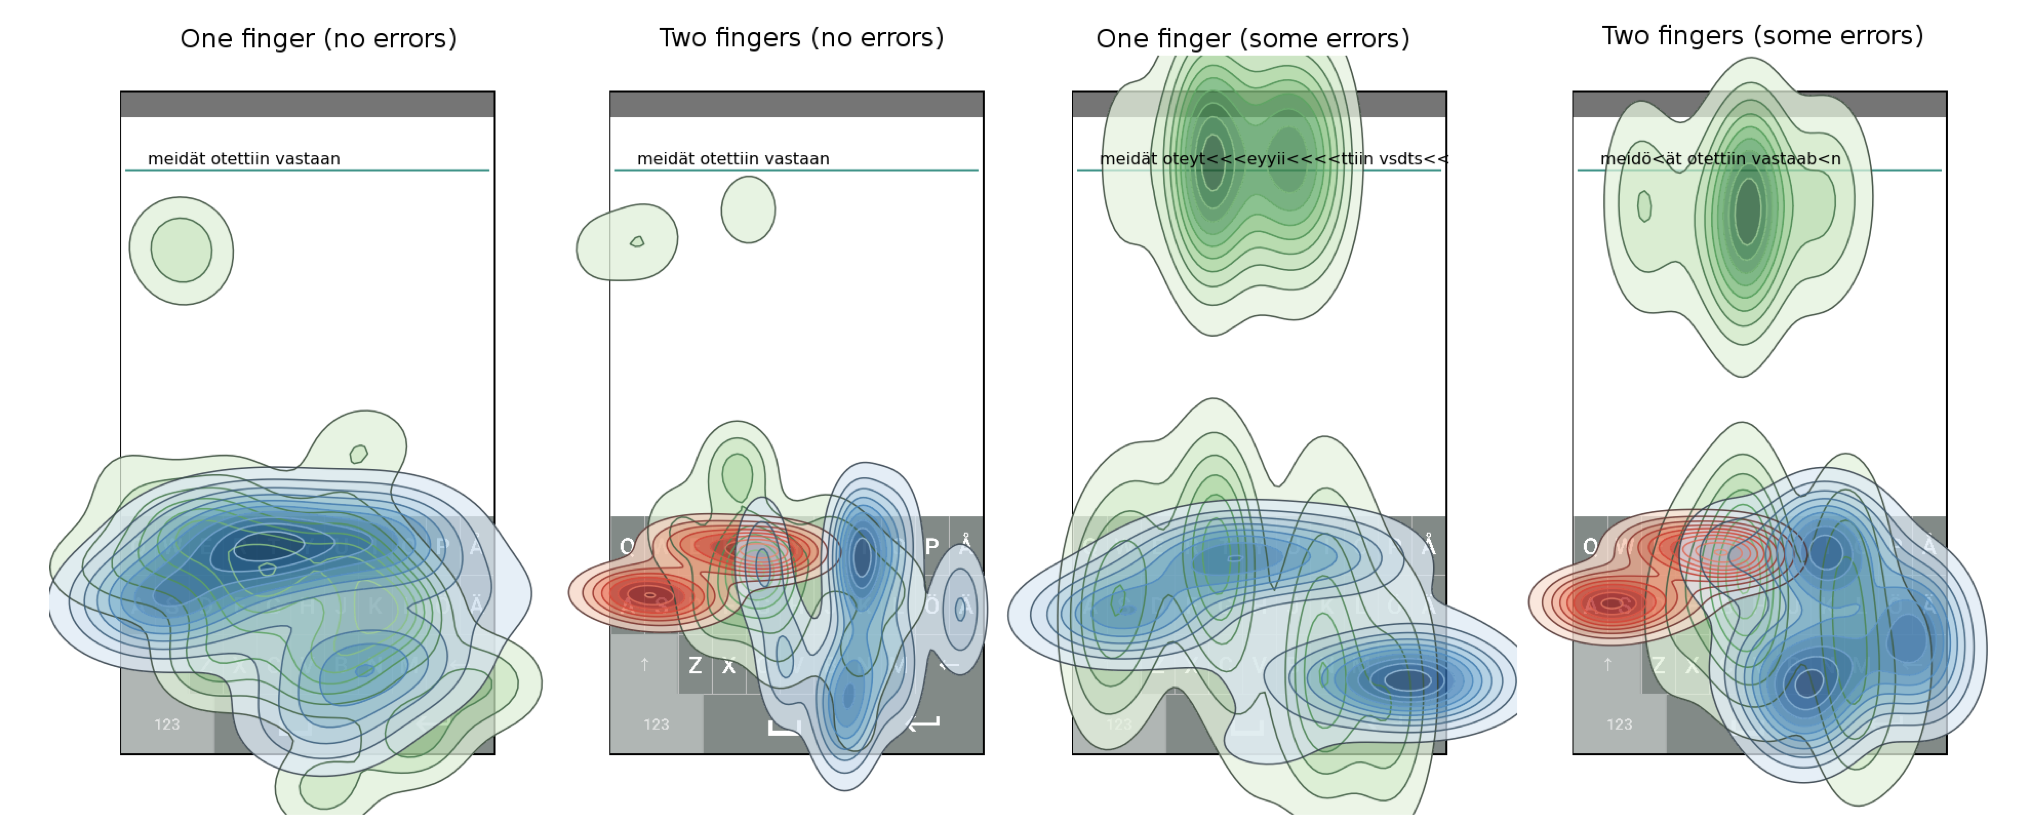 One finger (no errors)
Two fingers (no errors)
One finger (some errors)
Two fingers (some errors)
meidät otettiin vastaan
meidät otettiin vastaan
meidät oteyt<<<eyyii<<<<ttiin vsdts<<
meidö<ät otettiin vastaab<n
P Å
H J K Ä
123
O P Å
A S Ö Ä
↑ Z X V ←
123
Å
K L Ö Ä
Z X C V
123
O W Å
A S Ä
↑ Z X
123